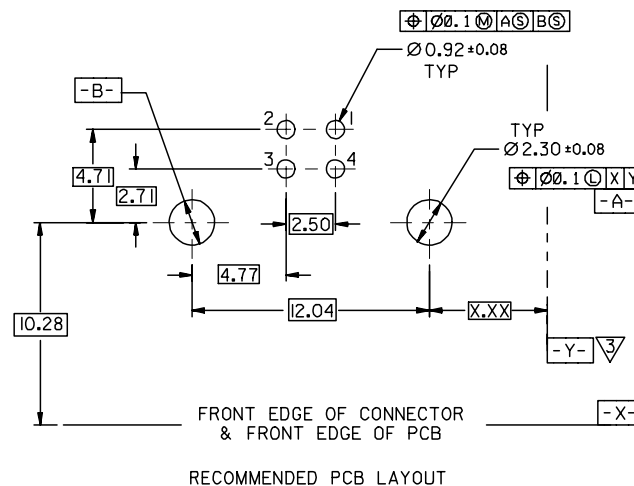 ⌖ Ø0.1 Ⓜ A Ⓢ B Ⓢ
Ø 0.92 ±0.08
TYP
-B-
2 1
3 4
TYP
Ø 2.30 ±0.08
⌖ Ø0.1 Ⓛ X Y
-A-
4.71
2.71
2.50
4.77
12.04
X.XX
10.28
-Y- 3
-X-
FRONT EDGE OF CONNECTOR
& FRONT EDGE OF PCB
RECOMMENDED PCB LAYOUT